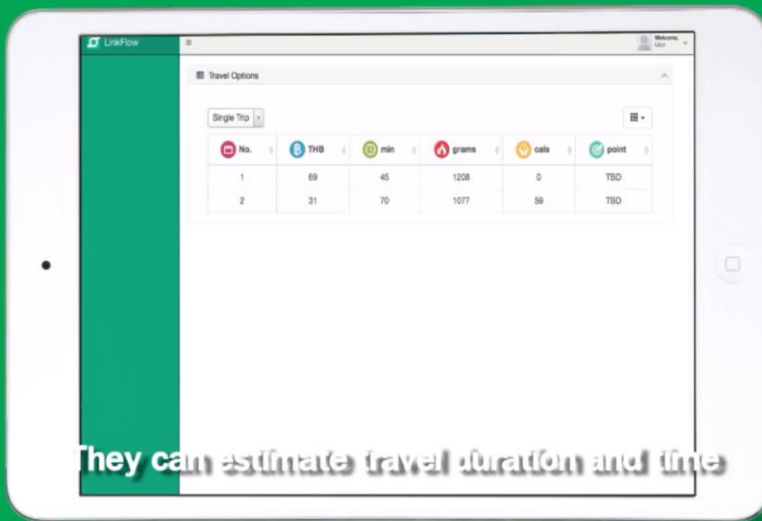 LinkFlow
Welcome,
User
Travel Options
Single Trip
No. THB min grams cals point
1 69 45 1208 0 TBD
2 31 70 1077 59 TBD
They can estimate travel duration and time